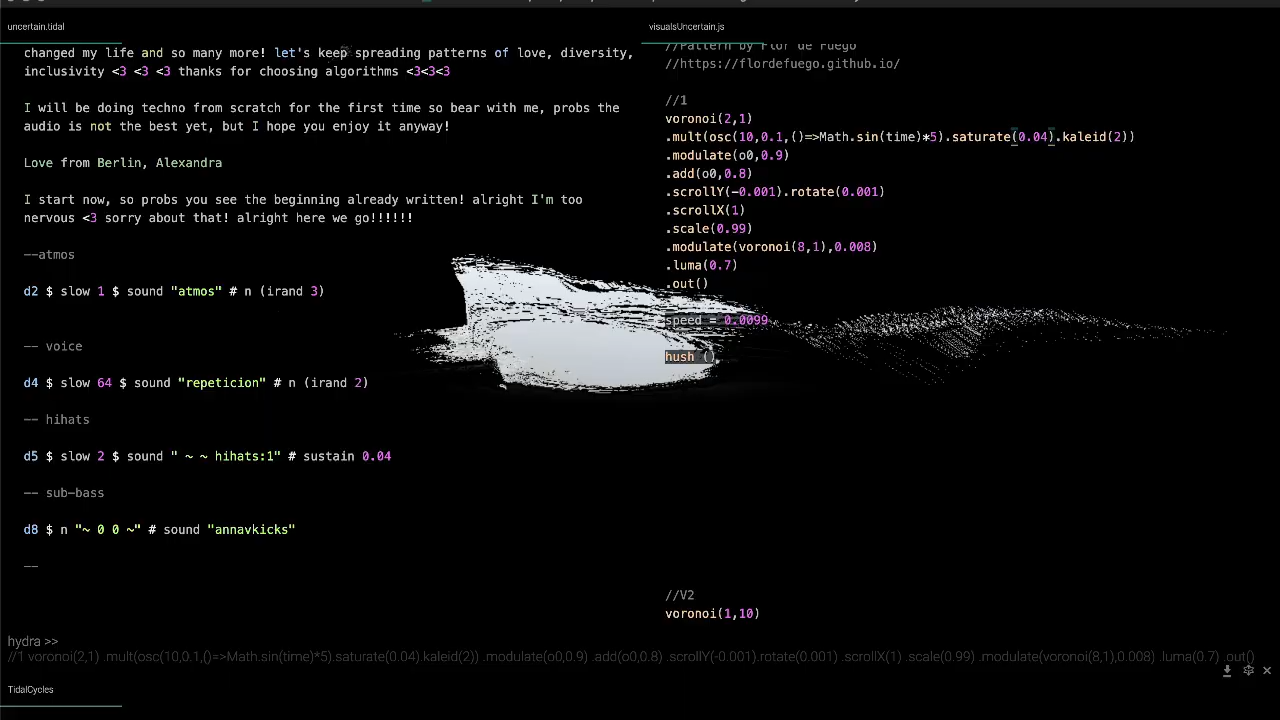 uncertain.tidal
changed my life and so many more! let's keep spreading patterns of love, diversity,
inclusivity <3 <3 <3 thanks for choosing algorithms <3<3<3
I will be doing techno from scratch for the first time so bear with me, probs the
audio is not the best yet, but I hope you enjoy it anyway!
Love from Berlin, Alexandra
I start now, so probs you see the beginning already written! alright I'm too
nervous <3 sorry about that! alright here we go!!!!!!
--atmos
d2 $ slow 1 $ sound "atmos" # n (irand 3)
-- voice
d4 $ slow 64 $ sound "repeticion" # n (irand 2)
-- hihats
d5 $ slow 2 $ sound " ~ ~ hihats:1" # sustain 0.04
-- sub-bass
d8 $ n "~ 0 0 ~" # sound "annavkicks"
--
visualsUncertain.js
//Pattern by Flor de Fuego
//https://flordefuego.github.io/
//1
voronoi(2,1)
.mult(osc(10,0.1,()=>Math.sin(time)*5).saturate(0.04).kaleid(2))
.modulate(o0,0.9)
.add(o0,0.8)
.scrollY(-0.001).rotate(0.001)
.scrollX(1)
.scale(0.99)
.modulate(voronoi(8,1),0.008)
.luma(0.7)
.out()
speed = 0.0099
hush ()
//V2
voronoi(1,10)
hydra >>
//1 voronoi(2,1) .mult(osc(10,0.1,()=>Math.sin(time)*5).saturate(0.04).kaleid(2)) .modulate(o0,0.9) .add(o0,0.8) .scrollY(-0.001).rotate(0.001) .scrollX(1) .scale(0.99) .modulate(voronoi(8,1),0.008) .luma(0.7) .out()
TidalCycles